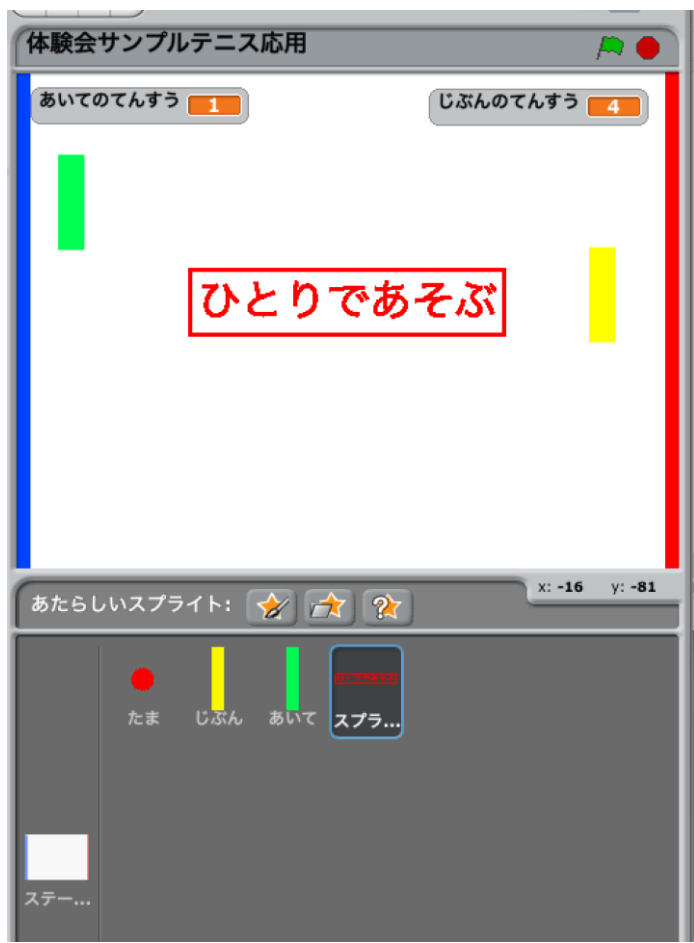 体験会サンプルテニス応用
あいてのてんすう 1
じぶんのてんすう 4
ひとりであそぶ
x: -16 y: -81
あたらしいスプライト:
たま
じぶん
あいて
スプラ...
ステー...